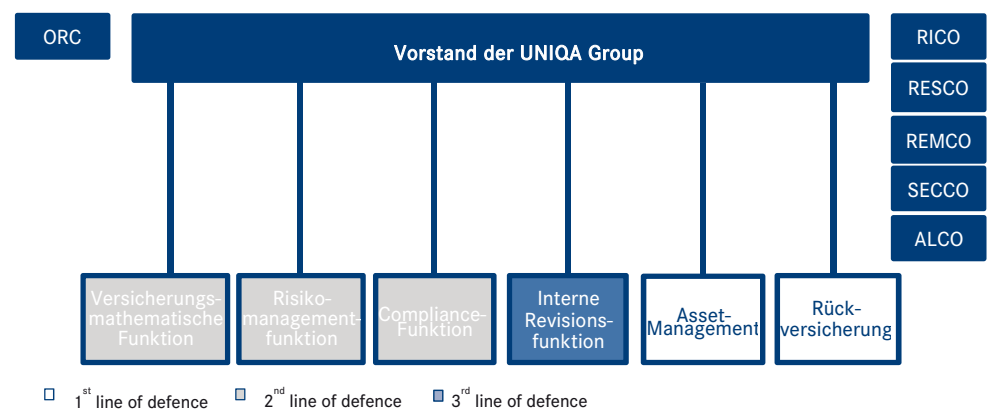 ORC
Vorstand der UNIQA Group
RICO
RESCO
REMCO
SECCO
ALCO
Versicherungs-
mathematische
Funktion
Risiko-
management-
funktion
Compliance-
Funktion
Interne
Revisions-
funktion
Asset-
Management
Rück-
versicherung
1st line of defence
2nd line of defence
3rd line of defence